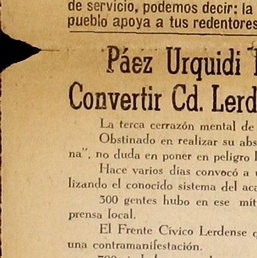 de servicio, podemos decir: la
pueblo apoya a tus redentores
Páez Urquidi
Convertir Cd. Lerd
La terca cerrazón mental de
Obstinado en realizar su abs
na", no duda en poner en peligro l
Hace varios días convocó a
lizando el conocido sistema del aca
300 gentes hubo en ese mit
prensa local.
El Frente Cívico Lerdense
una contramanifestación.